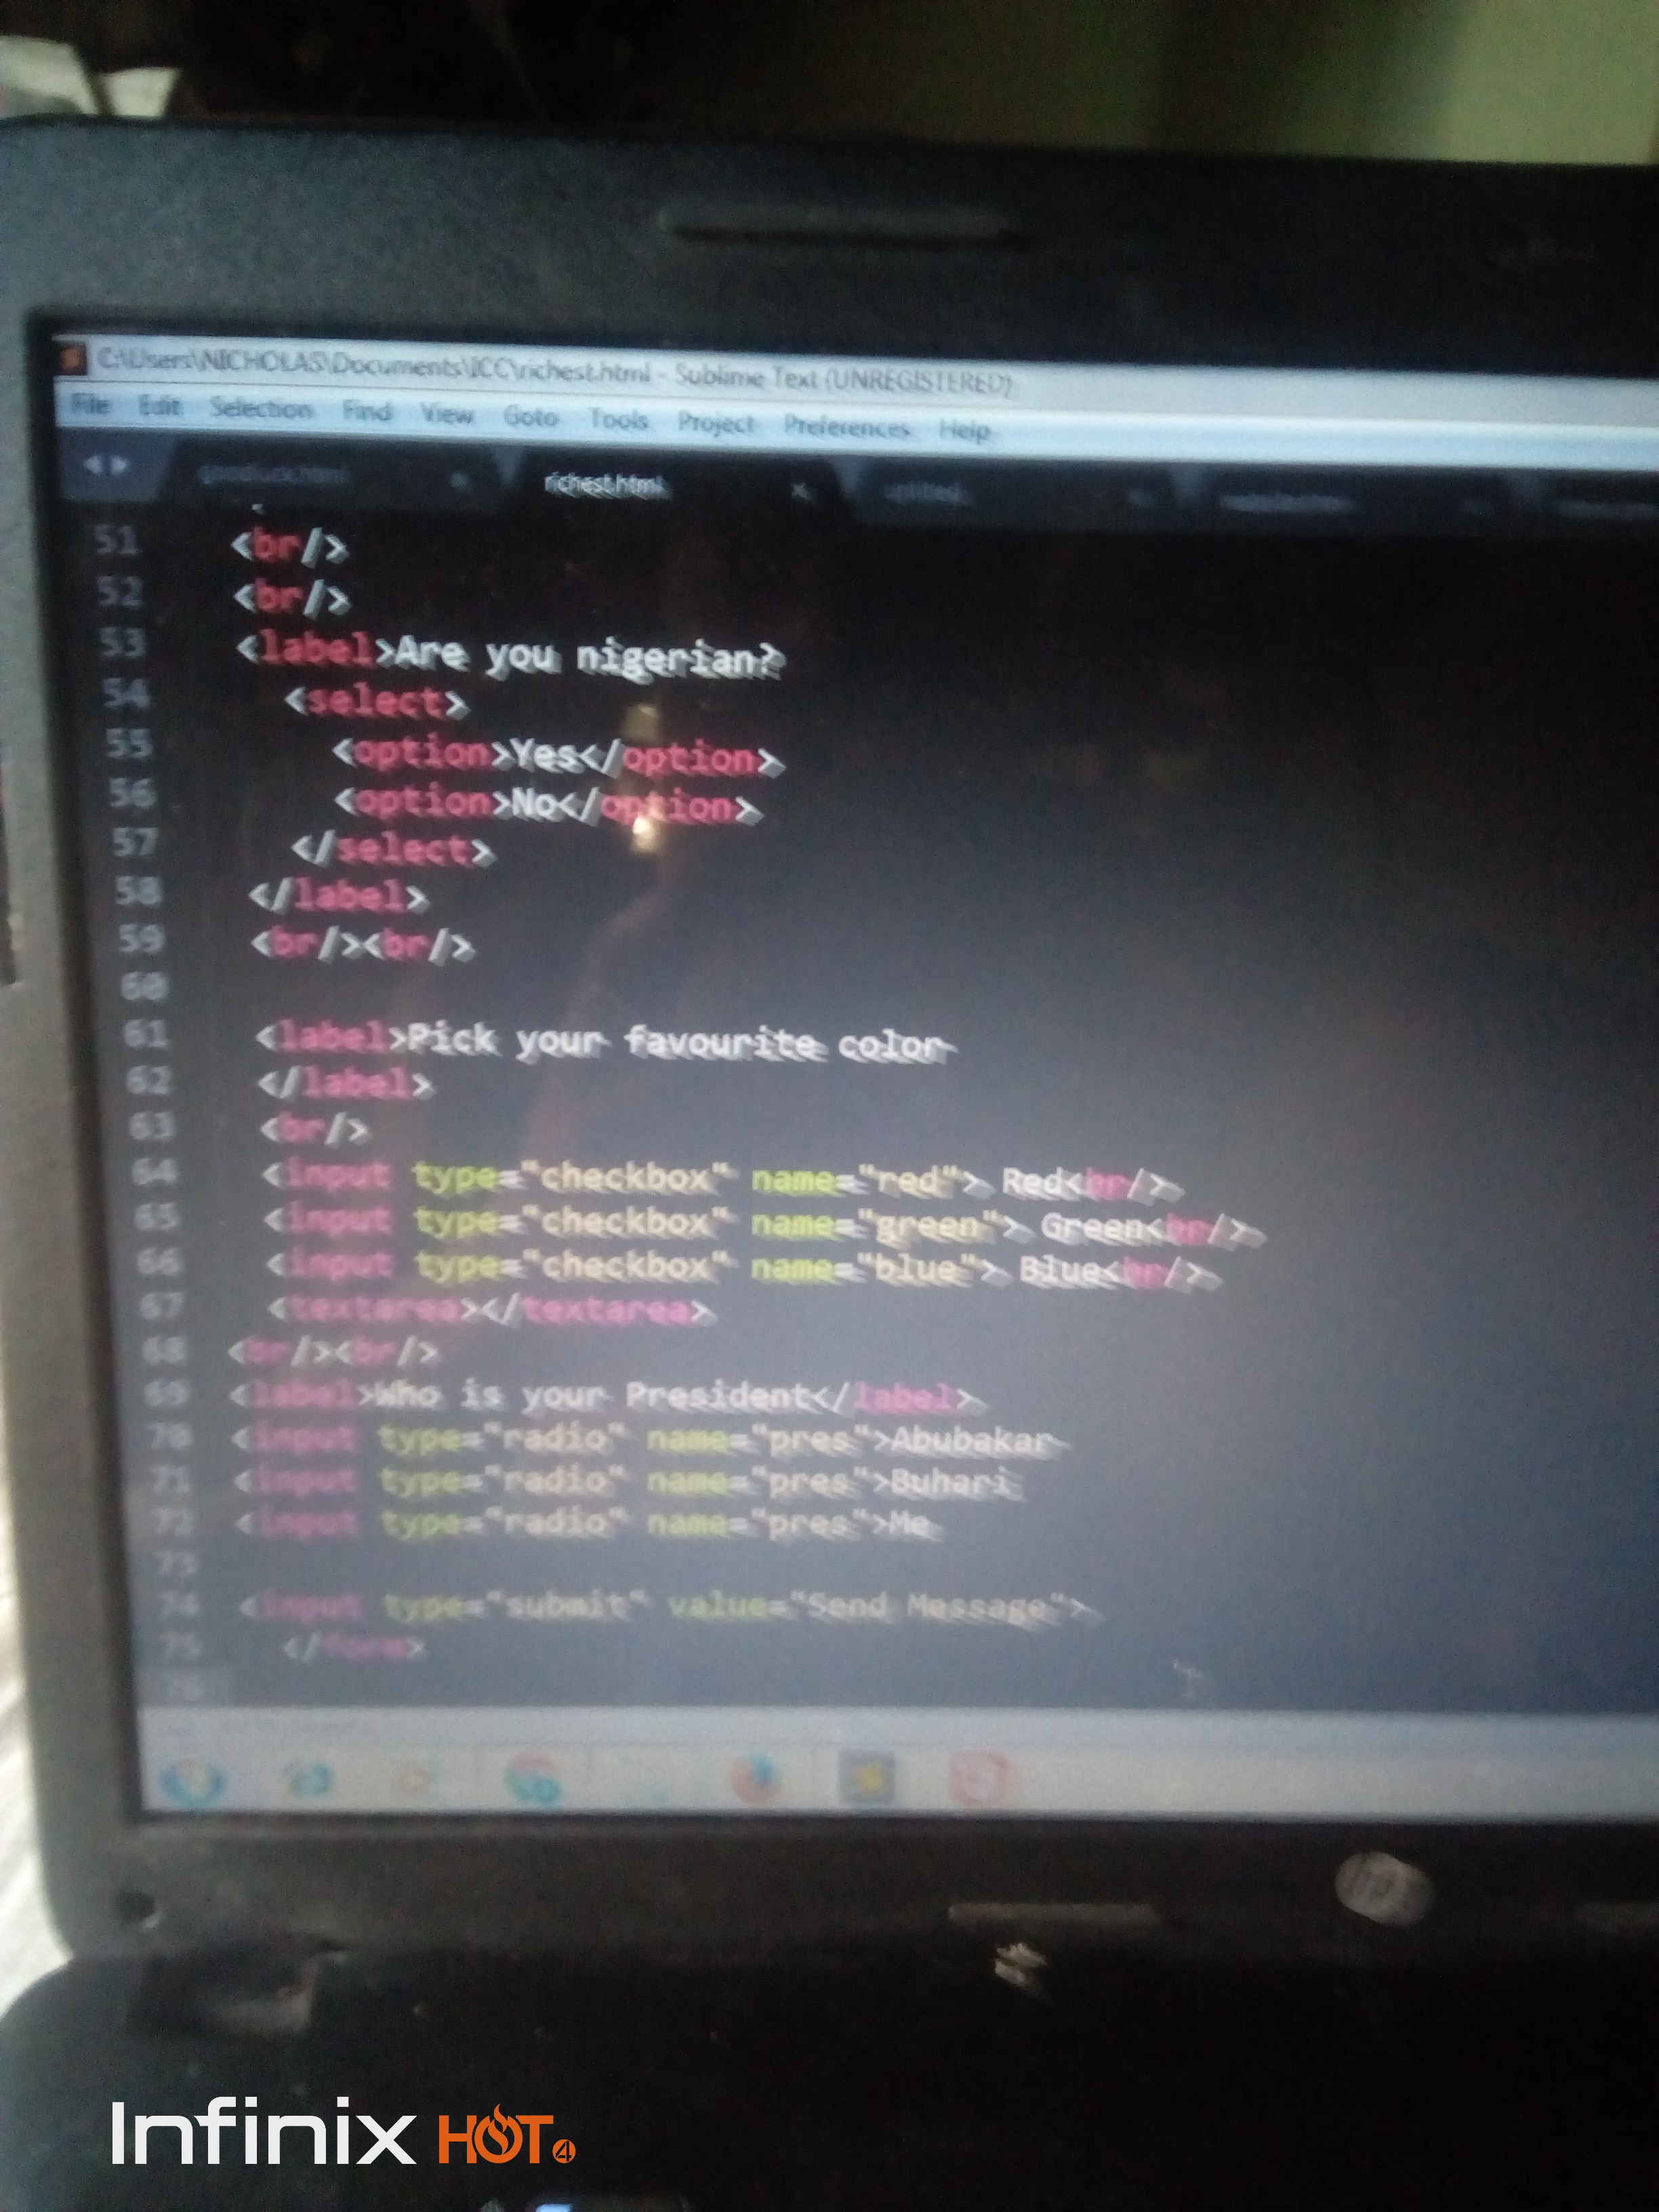 C:\Users\NICHOLAS\Documents\ICC\richest.html - Sublime Text (UNREGISTERED)
File Edit Selection Find View Goto Tools Project Preferences Help
richest.html untitled
51 <br/>
52 <br/>
53 <label>Are you nigerian?
54 <select>
55 <option>Yes</option>
56 <option>No</option>
57 </select>
58 </label>
59 <br/><br/>
60
61 <label>Pick your favourite color
62 </label>
63 <br/>
64 <input type="checkbox" name="red"> Red<br/>
65 <input type="checkbox" name="green"> Green<br/>
66 <input type="checkbox" name="blue"> Blue<br/>
67 <textarea></textarea>
68 <br/><br/>
69 <label>Who is your President</label>
70 <input type="radio" name="pres">Abubakar
71 <input type="radio" name="pres">Buhari
72 <input type="radio" name="pres">Me
73
74 <input type="submit" value="Send Message">
75 </form>
76
hp
Infinix HOT 4